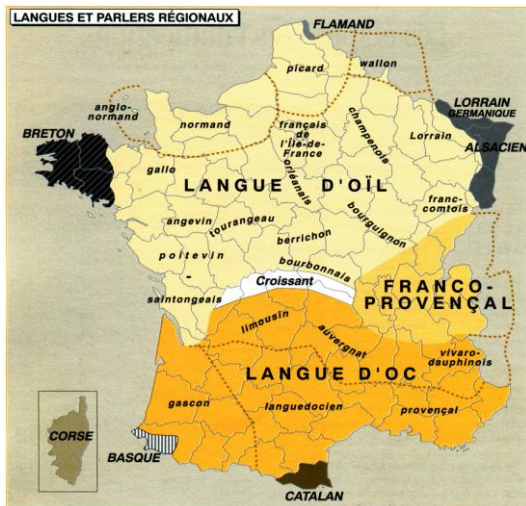 LANGUES ET PARLERS RÉGIONAUX
FLAMAND
picard
wallon
anglo-
normand
normand
BRETON
français
de
l'Île-de-
France
champenois
Lorrain
LORRAIN
GERMANIQUE
ALSACIEN
gallo
orléanais
LANGUE D'OÏL
franc-
comtois
angevin
tourangeau
bourguignon
berrichon
poitevin
-
saintongeais
bourbonnais
Croissant
FRANCO-
PROVENÇAL
limousin
auvergnat
vivaro-
dauphinois
LANGUE D'OC
gascon
languedocien
provençal
CORSE
BASQUE
CATALAN